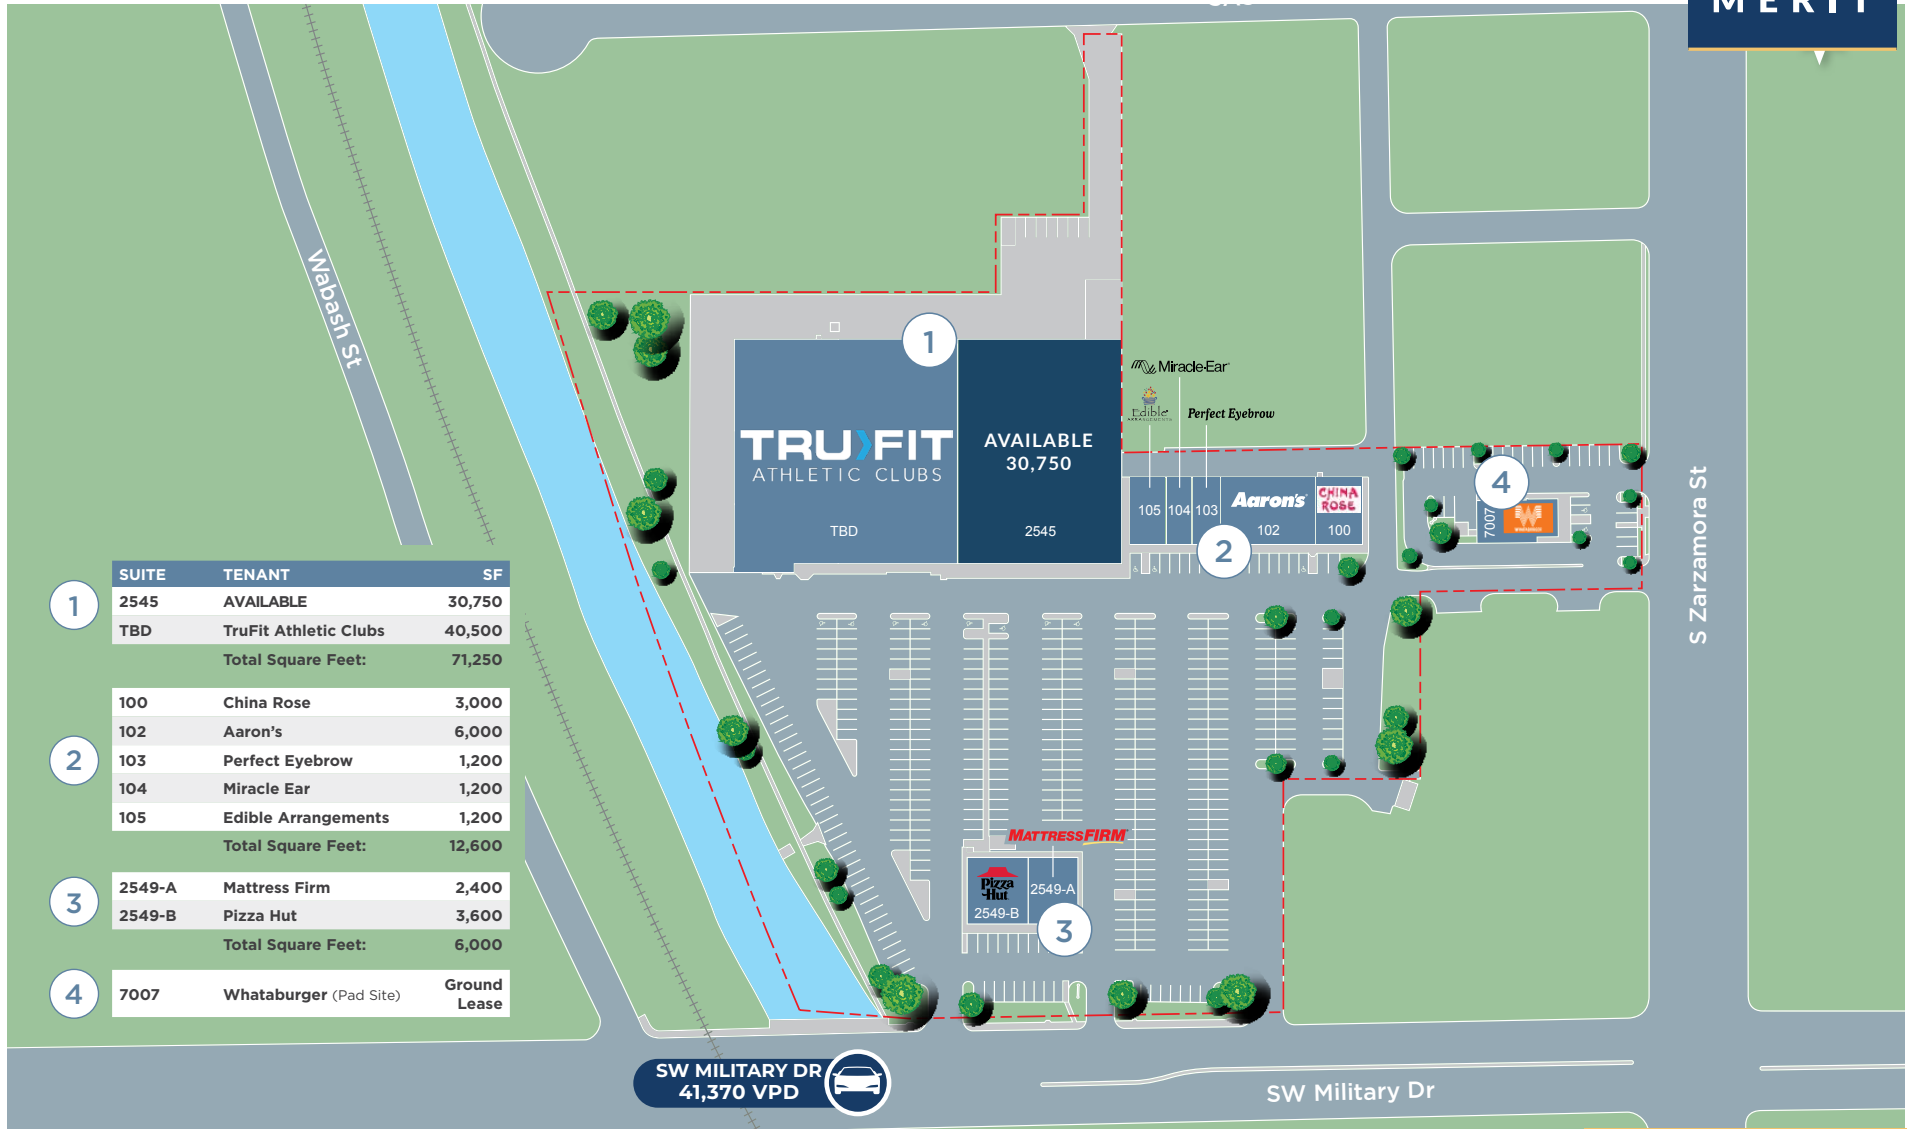 MERIT
Wabash St
1
Miracle-Ear
Edible
ARRANGEMENTS
Perfect Eyebrow
TRUFIT
ATHLETIC CLUBS
TBD
AVAILABLE
30,750
2545
105
104
103
Aaron's
102
CHINA
ROSE
100
2
4
7007
WHATABURGER
S Zarzamora St
SUITE TENANT SF
1
2545 AVAILABLE 30,750
TBD TruFit Athletic Clubs 40,500
Total Square Feet: 71,250
2
100 China Rose 3,000
102 Aaron's 6,000
103 Perfect Eyebrow 1,200
104 Miracle Ear 1,200
105 Edible Arrangements 1,200
Total Square Feet: 12,600
3
2549-A Mattress Firm 2,400
2549-B Pizza Hut 3,600
Total Square Feet: 6,000
4
7007 Whataburger (Pad Site) Ground
Lease
MATTRESSFIRM
Pizza
Hut
2549-B
2549-A
3
SW MILITARY DR
41,370 VPD
SW Military Dr